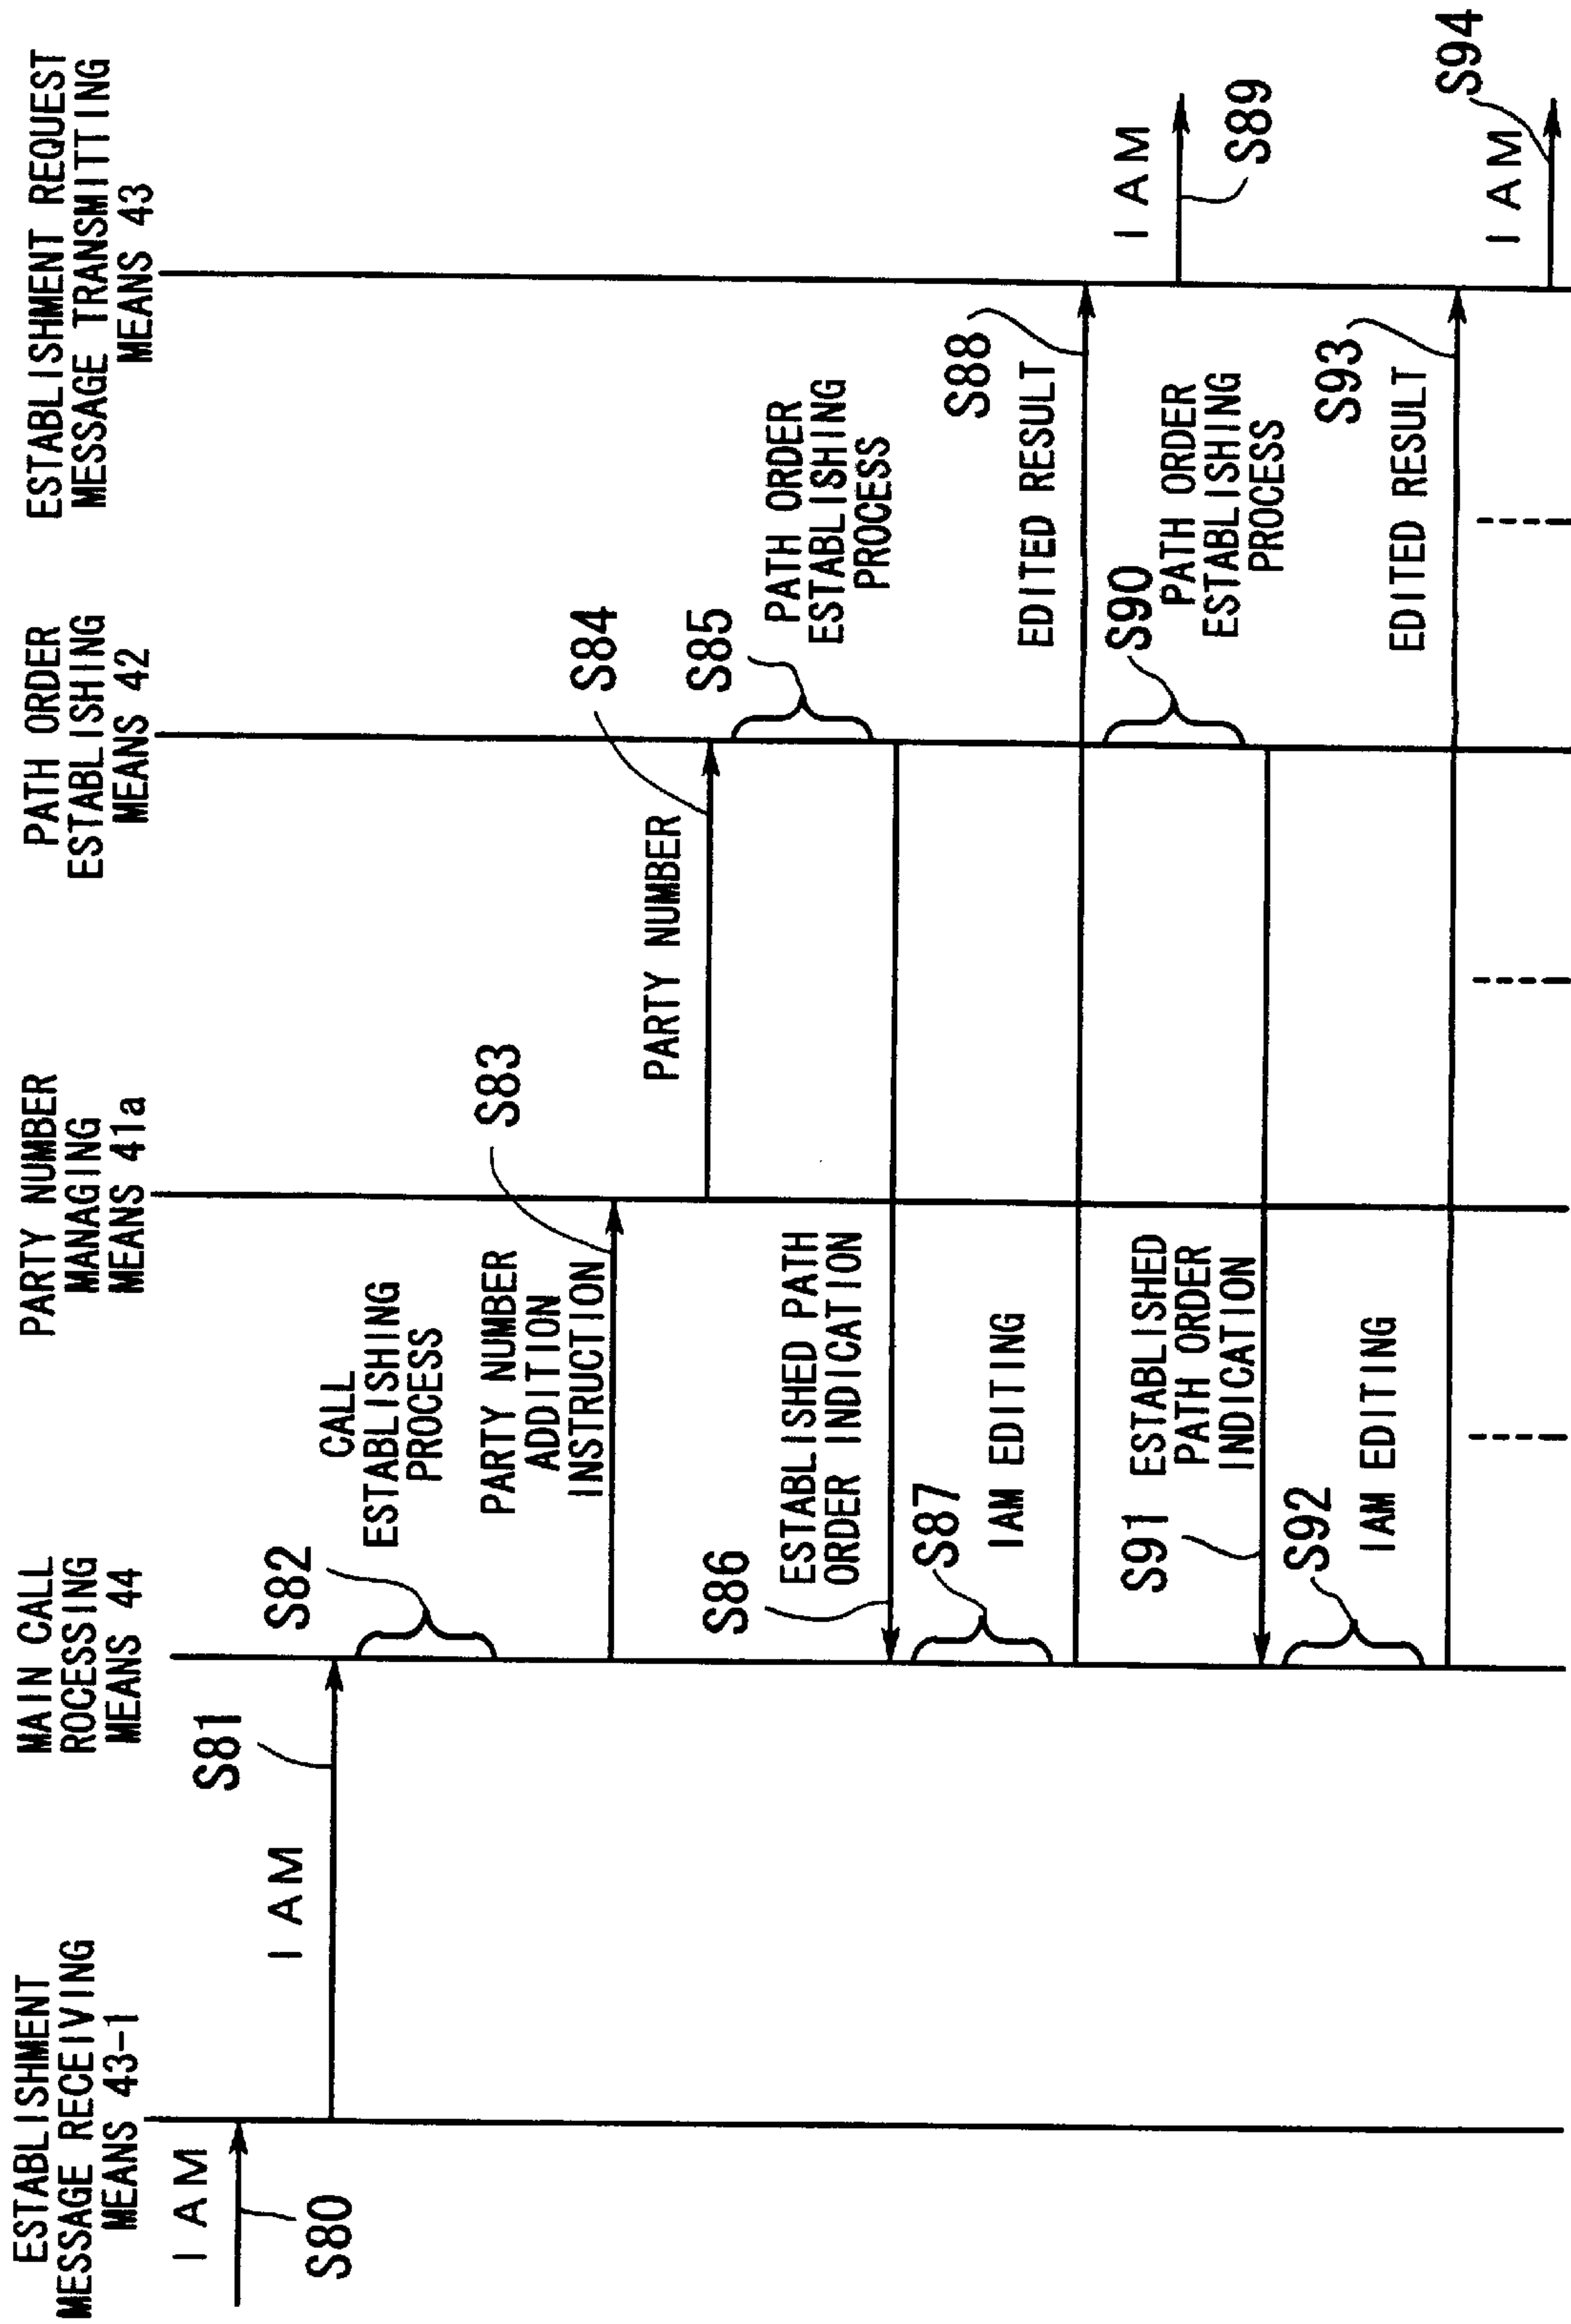 ESTABLISHMENT
MESSAGE RECEIVING
MEANS 43-1
MAIN CALL
ROCESSING
MEANS 44
PARTY NUMBER
MANAGING
MEANS 41a
PATH ORDER
ESTABLISHING
MEANS 42
ESTABLISHMENT REQUEST
MESSAGE TRANSMITTING
MEANS 43
IAM
S80
IAM
S81
S82
CALL
ESTABLISHING
PROCESS
PARTY NUMBER
ADDITION
INSTRUCTION
S83
PARTY NUMBER
S84
S85
PATH ORDER
ESTABLISHING
PROCESS
S86
ESTABLISHED PATH
ORDER INDICATION
S87
IAM EDITING
EDITED RESULT
S88
IAM
S89
S90
PATH ORDER
ESTABLISHING
PROCESS
S91
ESTABLISHED
PATH ORDER
INDICATION
S92
IAM EDITING
EDITED RESULT
S93
IAM
S94